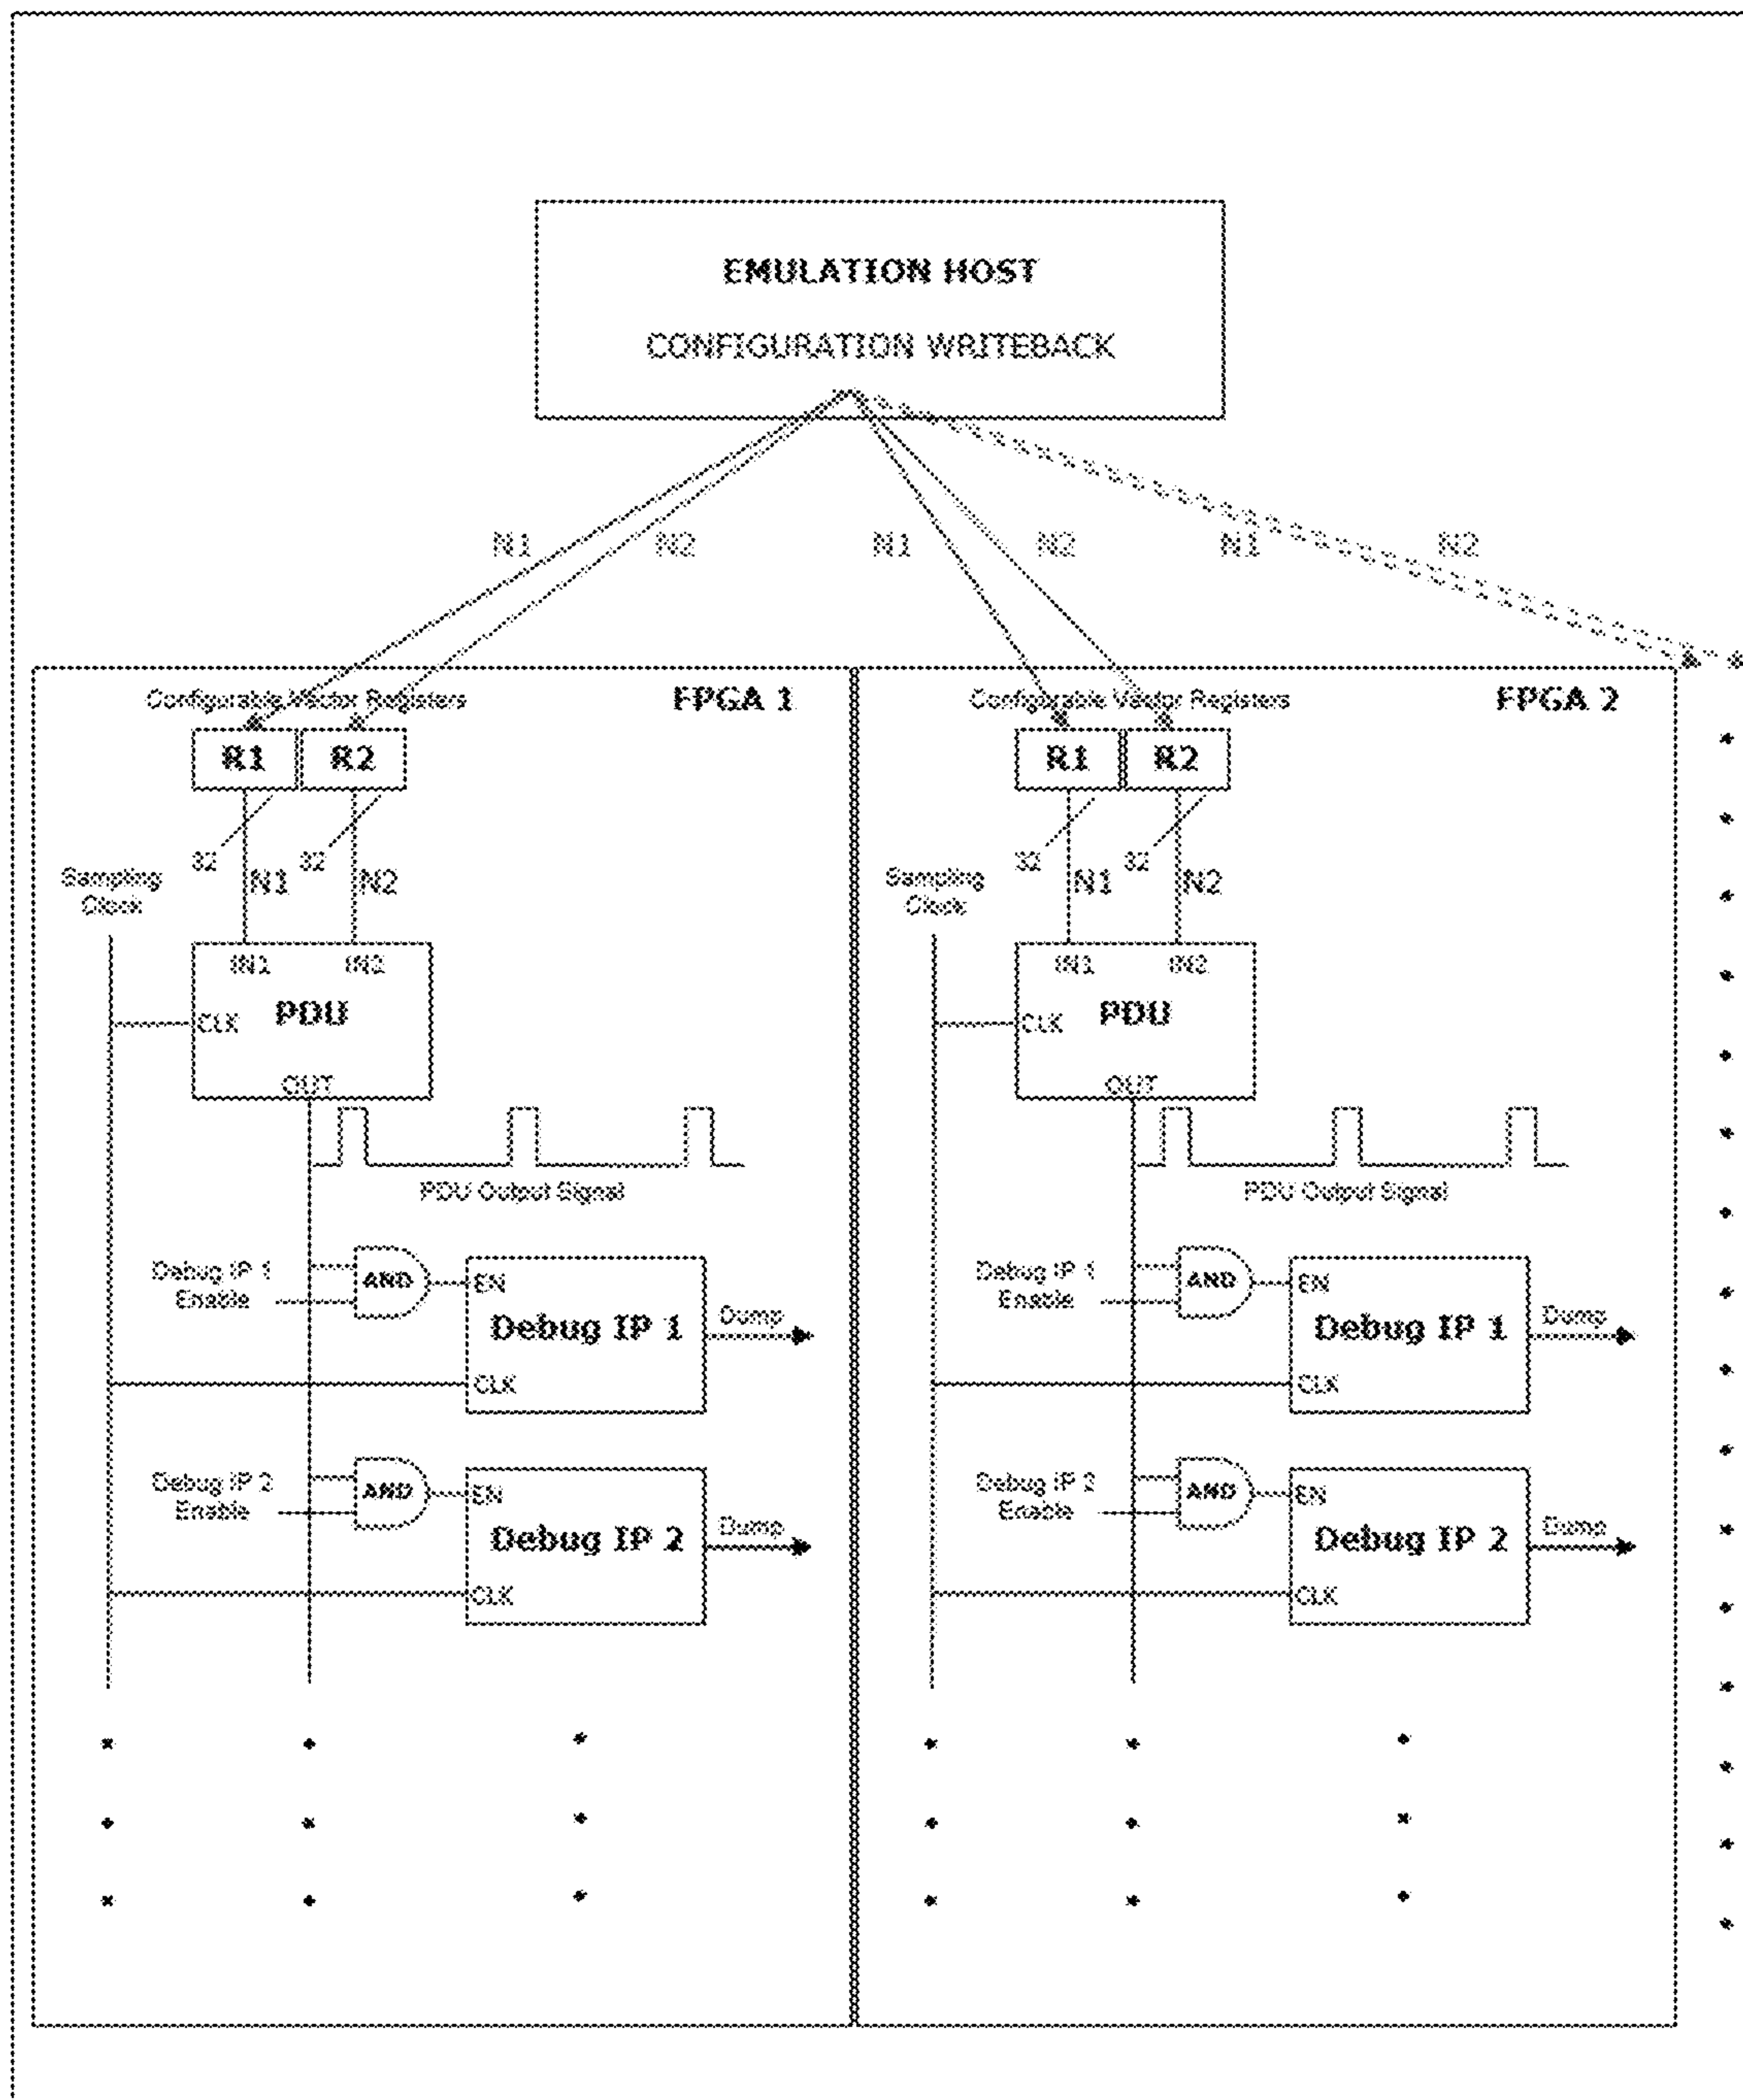 EMULATION HOST
CONFIGURATION WRITEBACK
N1 N2 N1 N2 N1 N2
Configurable Vector Registers FPGA 1
R1 R2
32 32
N1 N2
Sampling
Clock
IN1 IN2
PDU
CLK
OUT
PDU Output Signal
Debug IP 1
Enable
AND
EN
Debug IP 1
Dump
CLK
Debug IP 2
Enable
AND
EN
Debug IP 2
Dump
CLK
Configurable Vector Registers FPGA 2
R1 R2
32 32
N1 N2
Sampling
Clock
IN1 IN2
PDU
CLK
OUT
PDU Output Signal
Debug IP 1
Enable
AND
EN
Debug IP 1
Dump
CLK
Debug IP 2
Enable
AND
EN
Debug IP 2
Dump
CLK